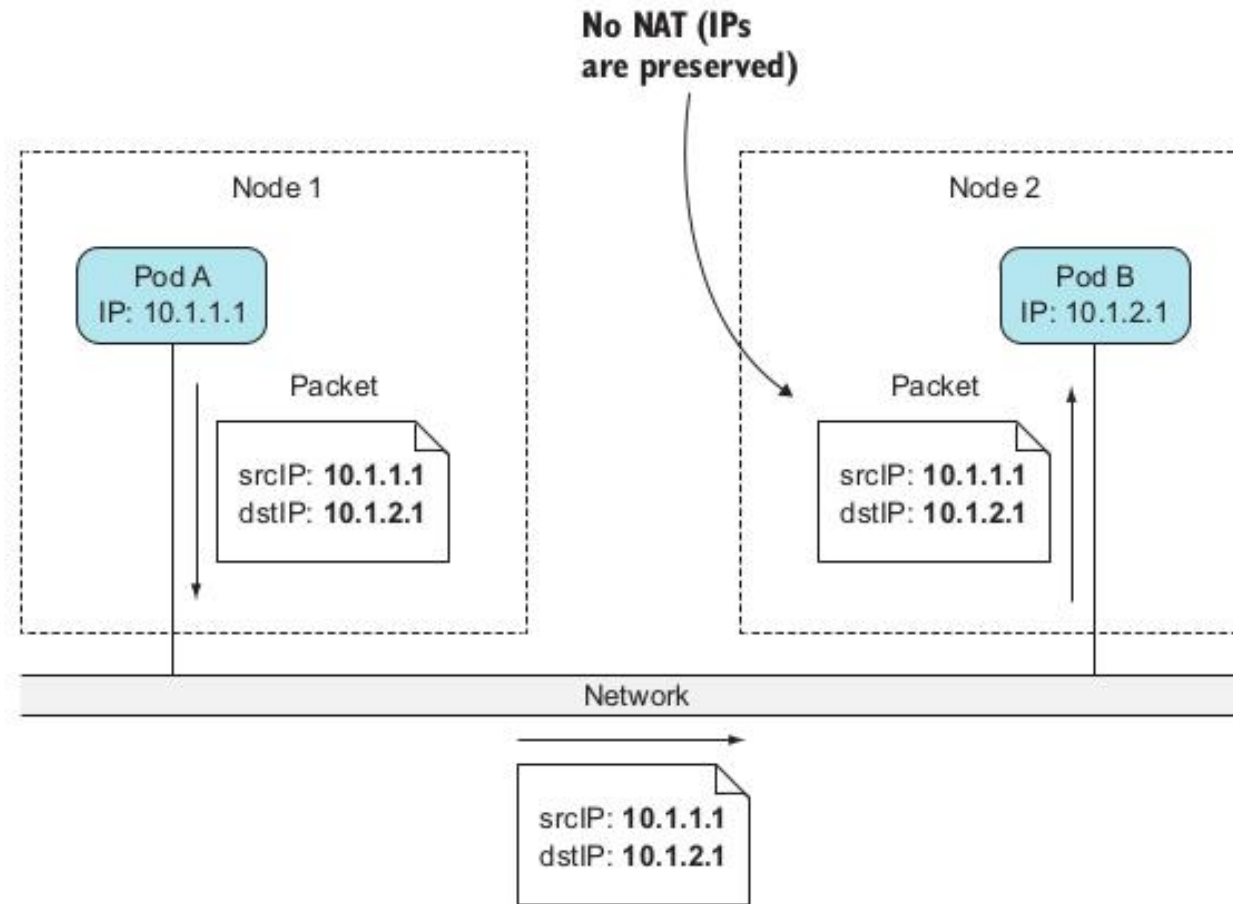 No NAT (IPs
are preserved)
Node 1
Node 2
Pod A
IP: 10.1.1.1
Pod B
IP: 10.1.2.1
Packet
srcIP: 10.1.1.1
dstIP: 10.1.2.1
Packet
srcIP: 10.1.1.1
dstIP: 10.1.2.1
Network
srcIP: 10.1.1.1
dstIP: 10.1.2.1